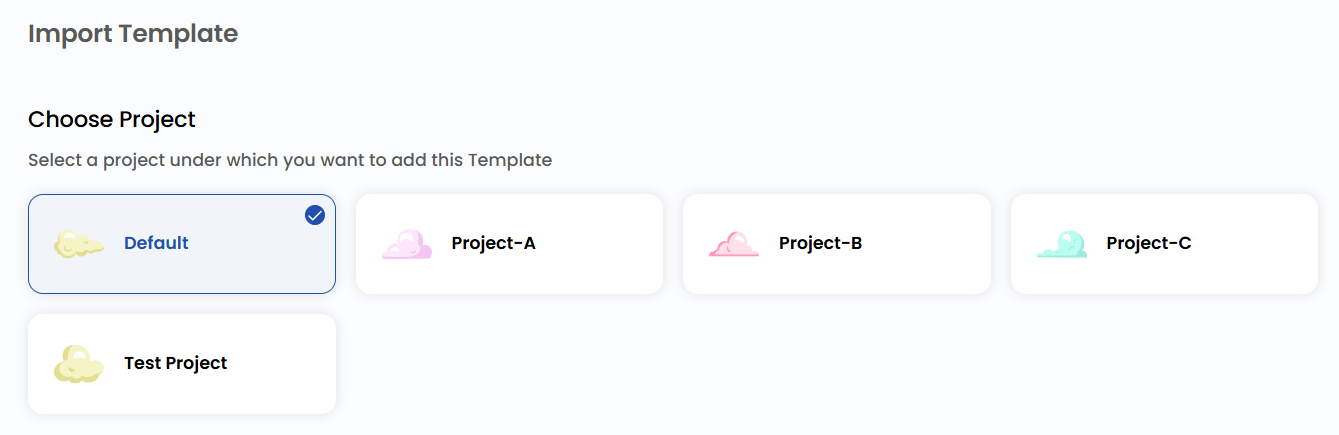 Import Template
Choose Project
Select a project under which you want to add this Template
Default
Project-A
Project-B
Project-C
Test Project